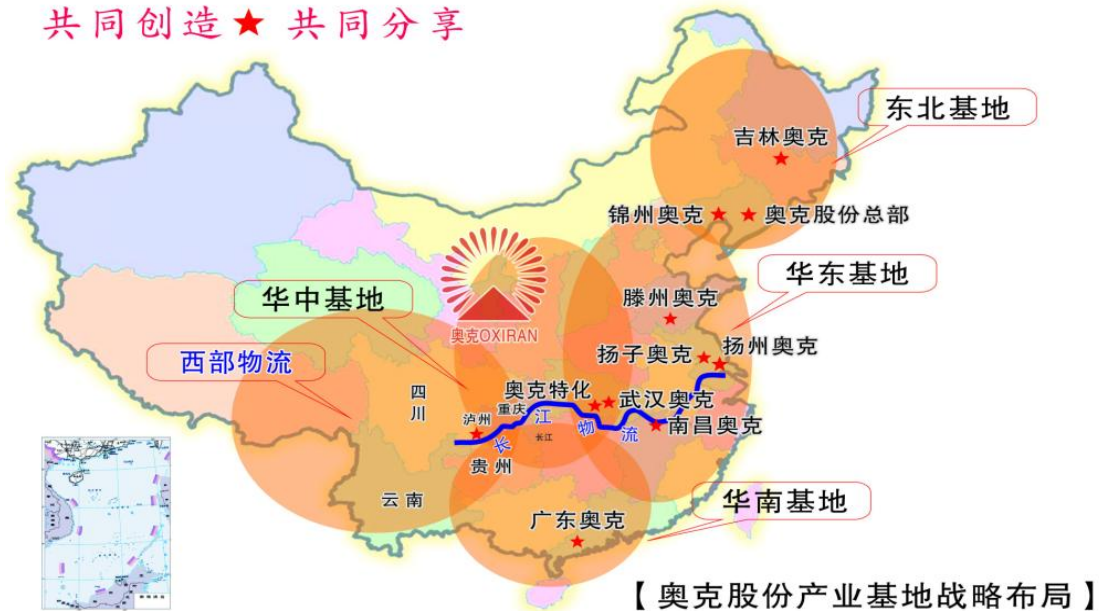 共同创造★ 共同分享
东北基地
吉林奥克
锦州奥克
奥克股份总部
华东基地
华中基地
滕州奥克
奥克OXIRAN
西部物流
扬子奥克
扬州奥克
四川
奥克特化
武汉奥克
重庆
泸州
长江物流
长江
南昌奥克
贵州
云南
华南基地
广东奥克
【奥克股份产业基地战略布局】